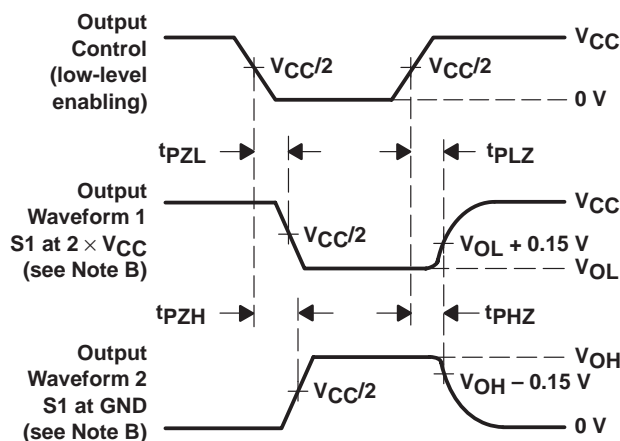 Output
Control
(low-level
enabling)
VCC/2
VCC/2
VCC
0 V
tPZL
tPLZ
Output
Waveform 1
S1 at 2 × VCC
(see Note B)
VCC/2
VCC
VOL + 0.15 V
VOL
tPZH
tPHZ
Output
Waveform 2
S1 at GND
(see Note B)
VCC/2
VOH
VOH – 0.15 V
0 V